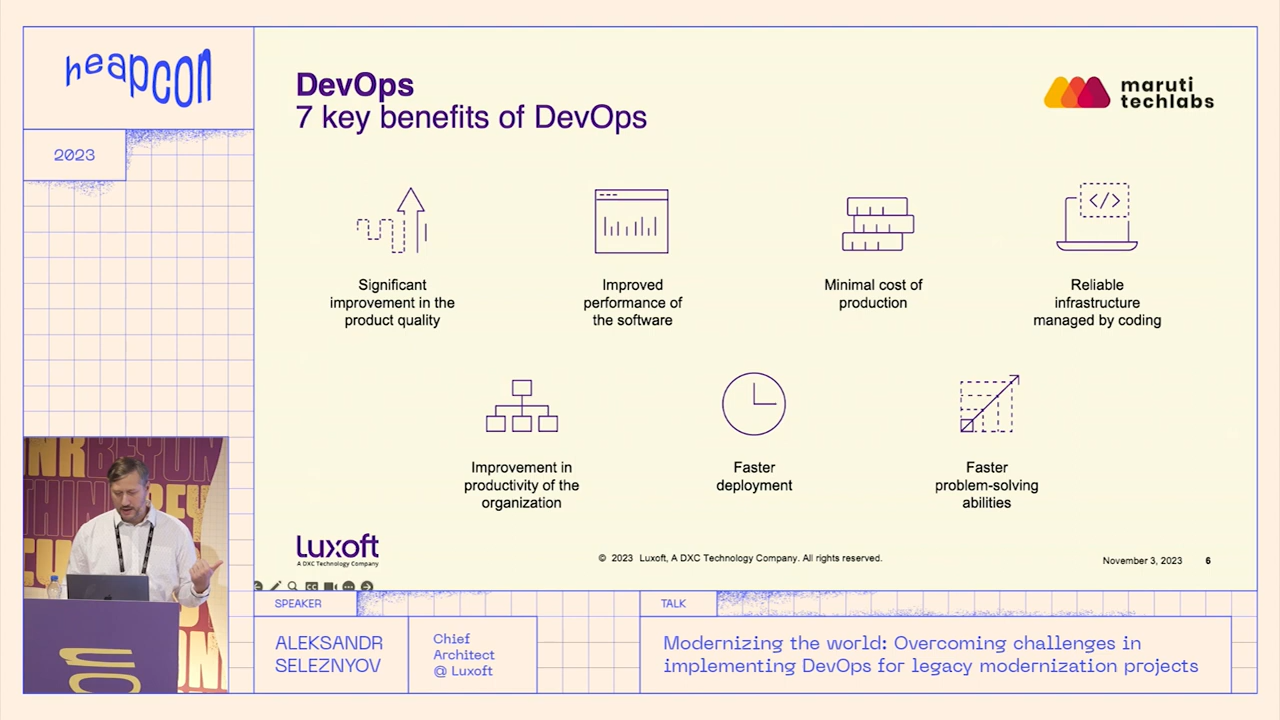 heapcon
2023
DevOps
7 key benefits of DevOps
maruti
techlabs
Significant
improvement in the
product quality
Improved
performance of
the software
Minimal cost of
production
</>
Reliable
infrastructure
managed by coding
Improvement in
productivity of the
organization
Faster
deployment
Faster
problem-solving
abilities
Luxoft
A DXC Technology Company
© 2023 Luxoft, A DXC Technology Company. All rights reserved.
November 3, 2023
6
CC
SPEAKER
ALEKSANDR
SELEZNYOV
Chief
Architect
@ Luxoft
TALK
Modernizing the world: Overcoming challenges in
implementing DevOps for legacy modernization projects